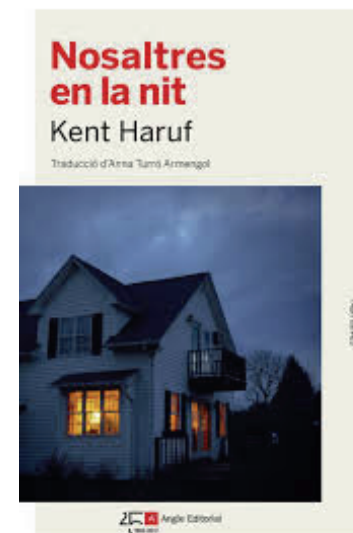 Nosaltres
en la nit
Kent Haruf
Traducció d'Anna Turró Armengol
Angle Editorial